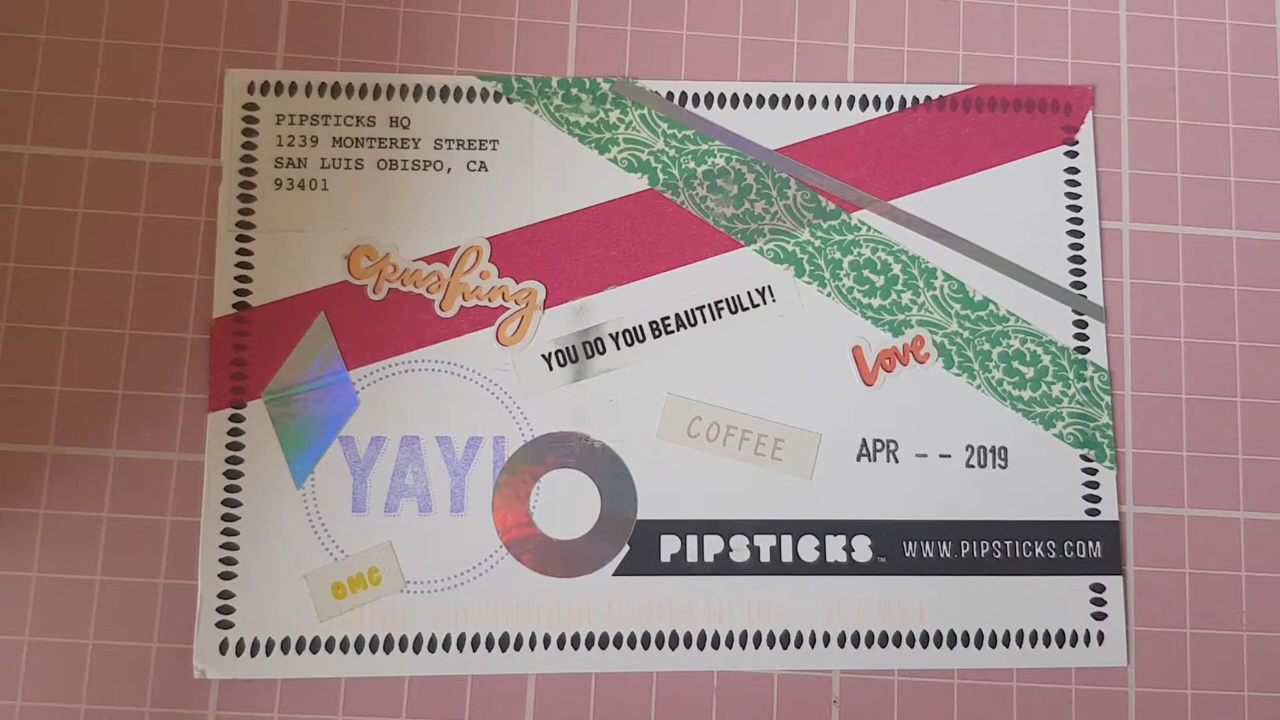 PIPSTICKS HQ
1239 MONTEREY STREET
SAN LUIS OBISPO, CA
93401
crushing
YOU DO YOU BEAUTIFULLY!
love
COFFEE
APR -- 2019
YAY!
OMG
PIPSTICKS™ WWW.PIPSTICKS.COM